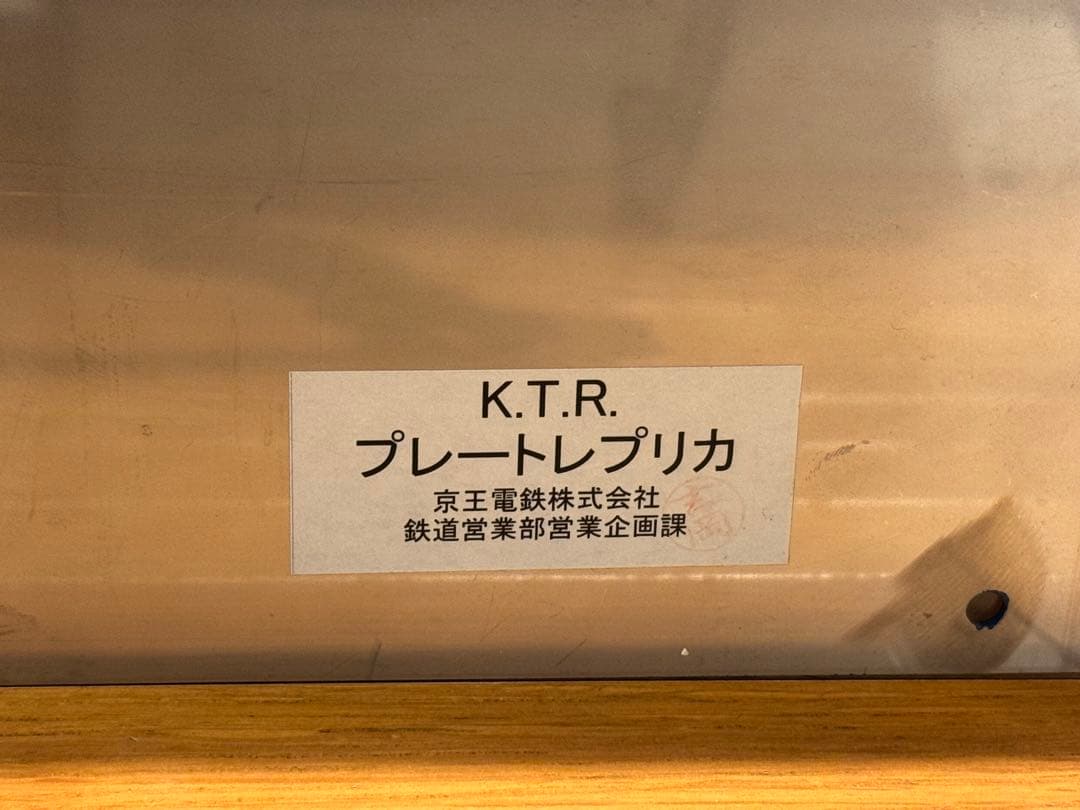 K.T.R.
プレートレプリカ
京王電鉄株式会社
鉄道営業部営業企画課